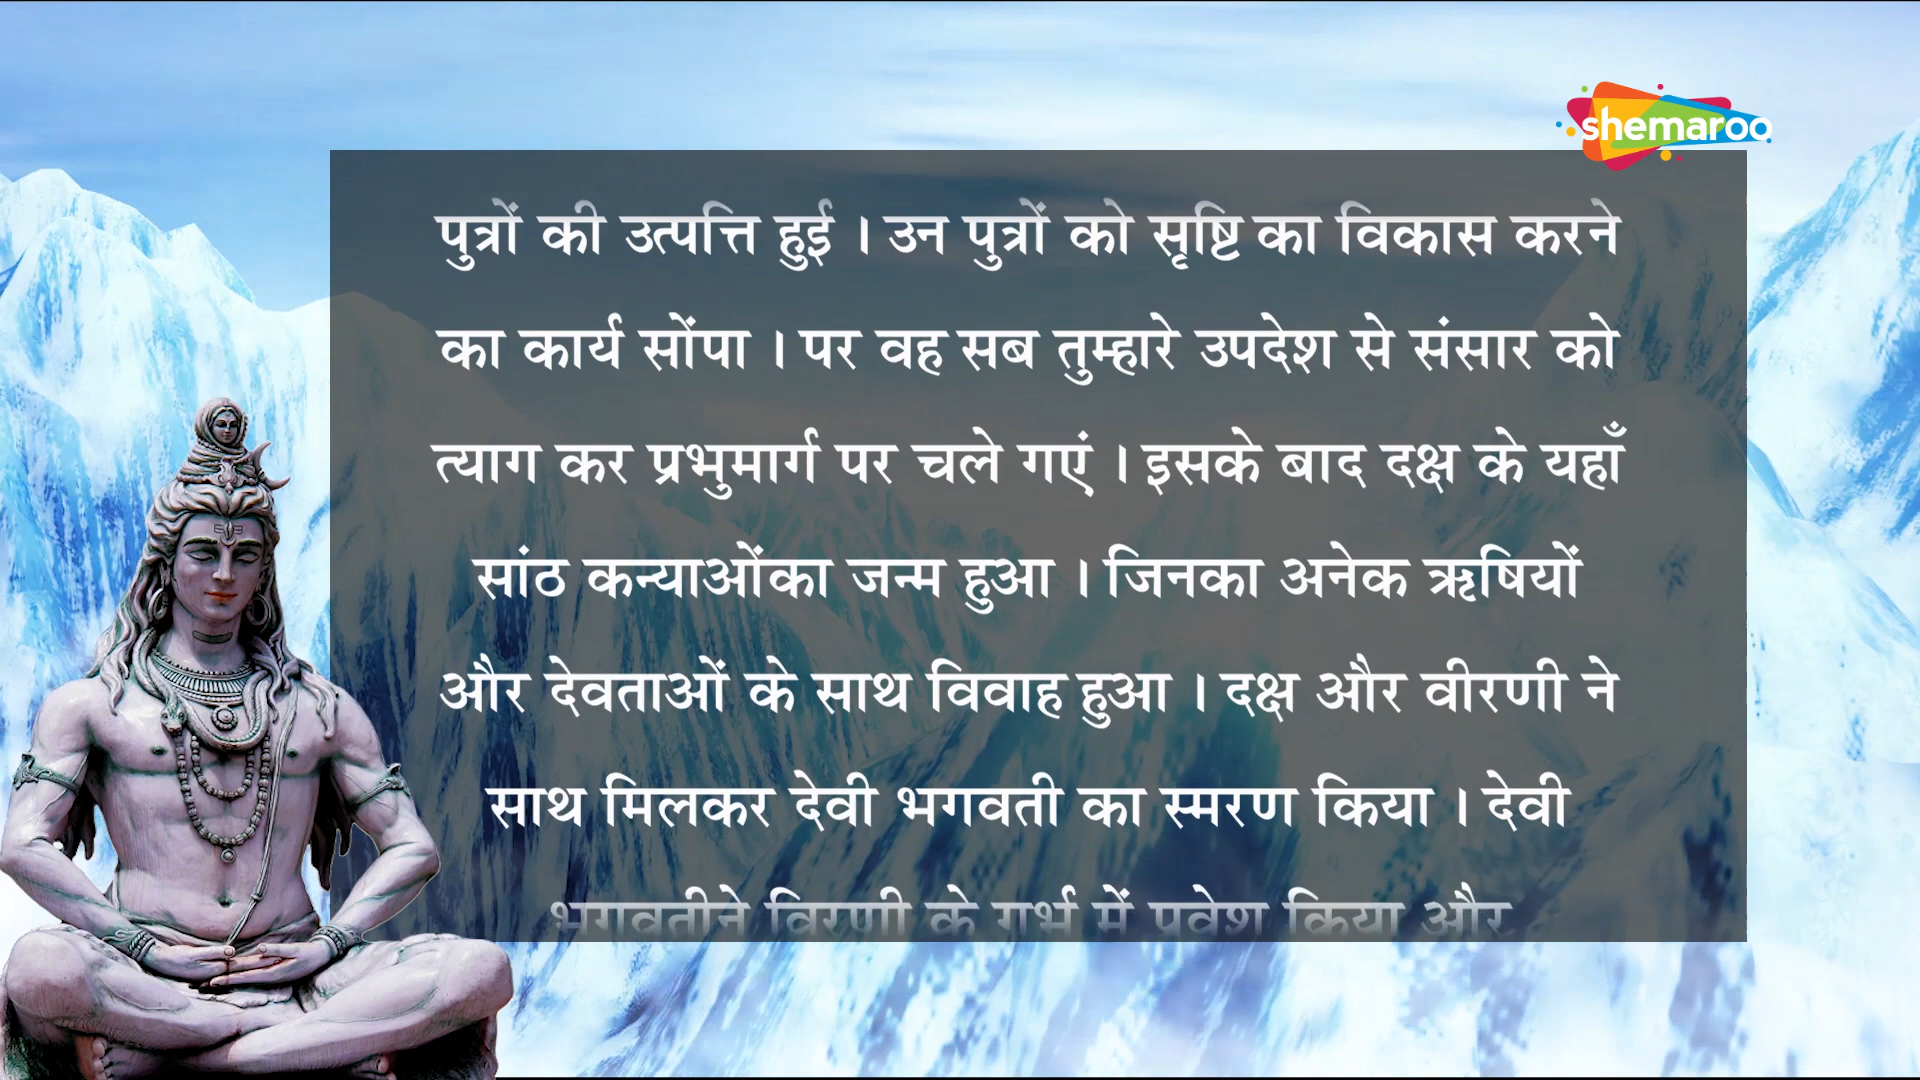 shemaroo
पुत्रों की उत्पत्ति हुई । उन पुत्रों को सृष्टि का विकास करने
का कार्य सोंपा । पर वह सब तुम्हारे उपदेश से संसार को
त्याग कर प्रभुमार्ग पर चले गएं । इसके बाद दक्ष के यहाँ
सांठ कन्याओंका जन्म हुआ । जिनका अनेक ऋषियों
और देवताओं के साथ विवाह हुआ । दक्ष और वीरणी ने
साथ मिलकर देवी भगवती का स्मरण किया । देवी
भगवतीने विरणी के गर्भ में प्रवेश किया और